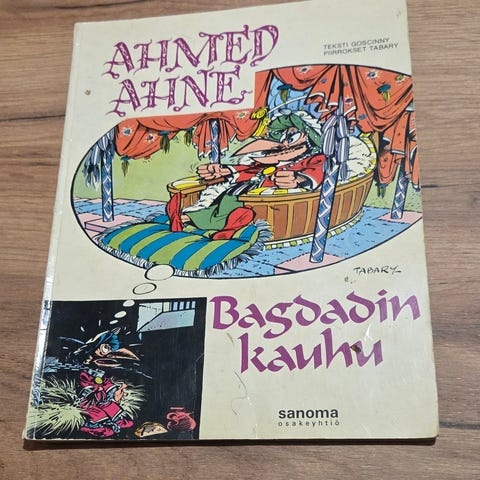 AHMED
AHNE
TEKSTI GOSCINNY
PIIRROKSET TABARY
TABARY
Bagdadin
kauhu
sanoma
osakeyhtiö